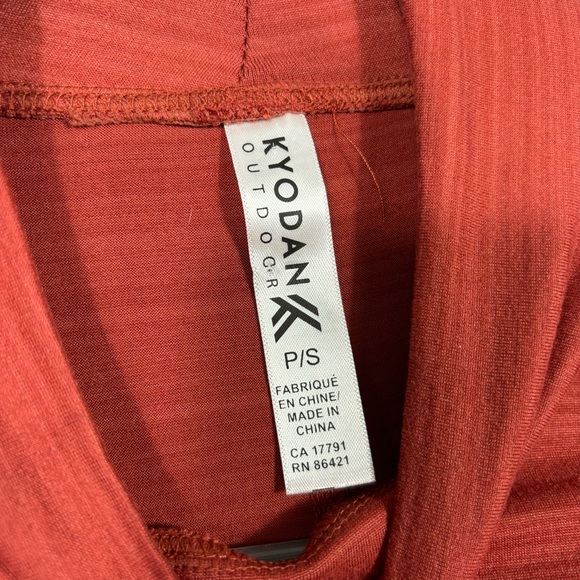 KYODAN
OUTDOOR
P/S
FABRIQUÉ
EN CHINE/
MADE IN
CHINA
CA 17791
RN 86421